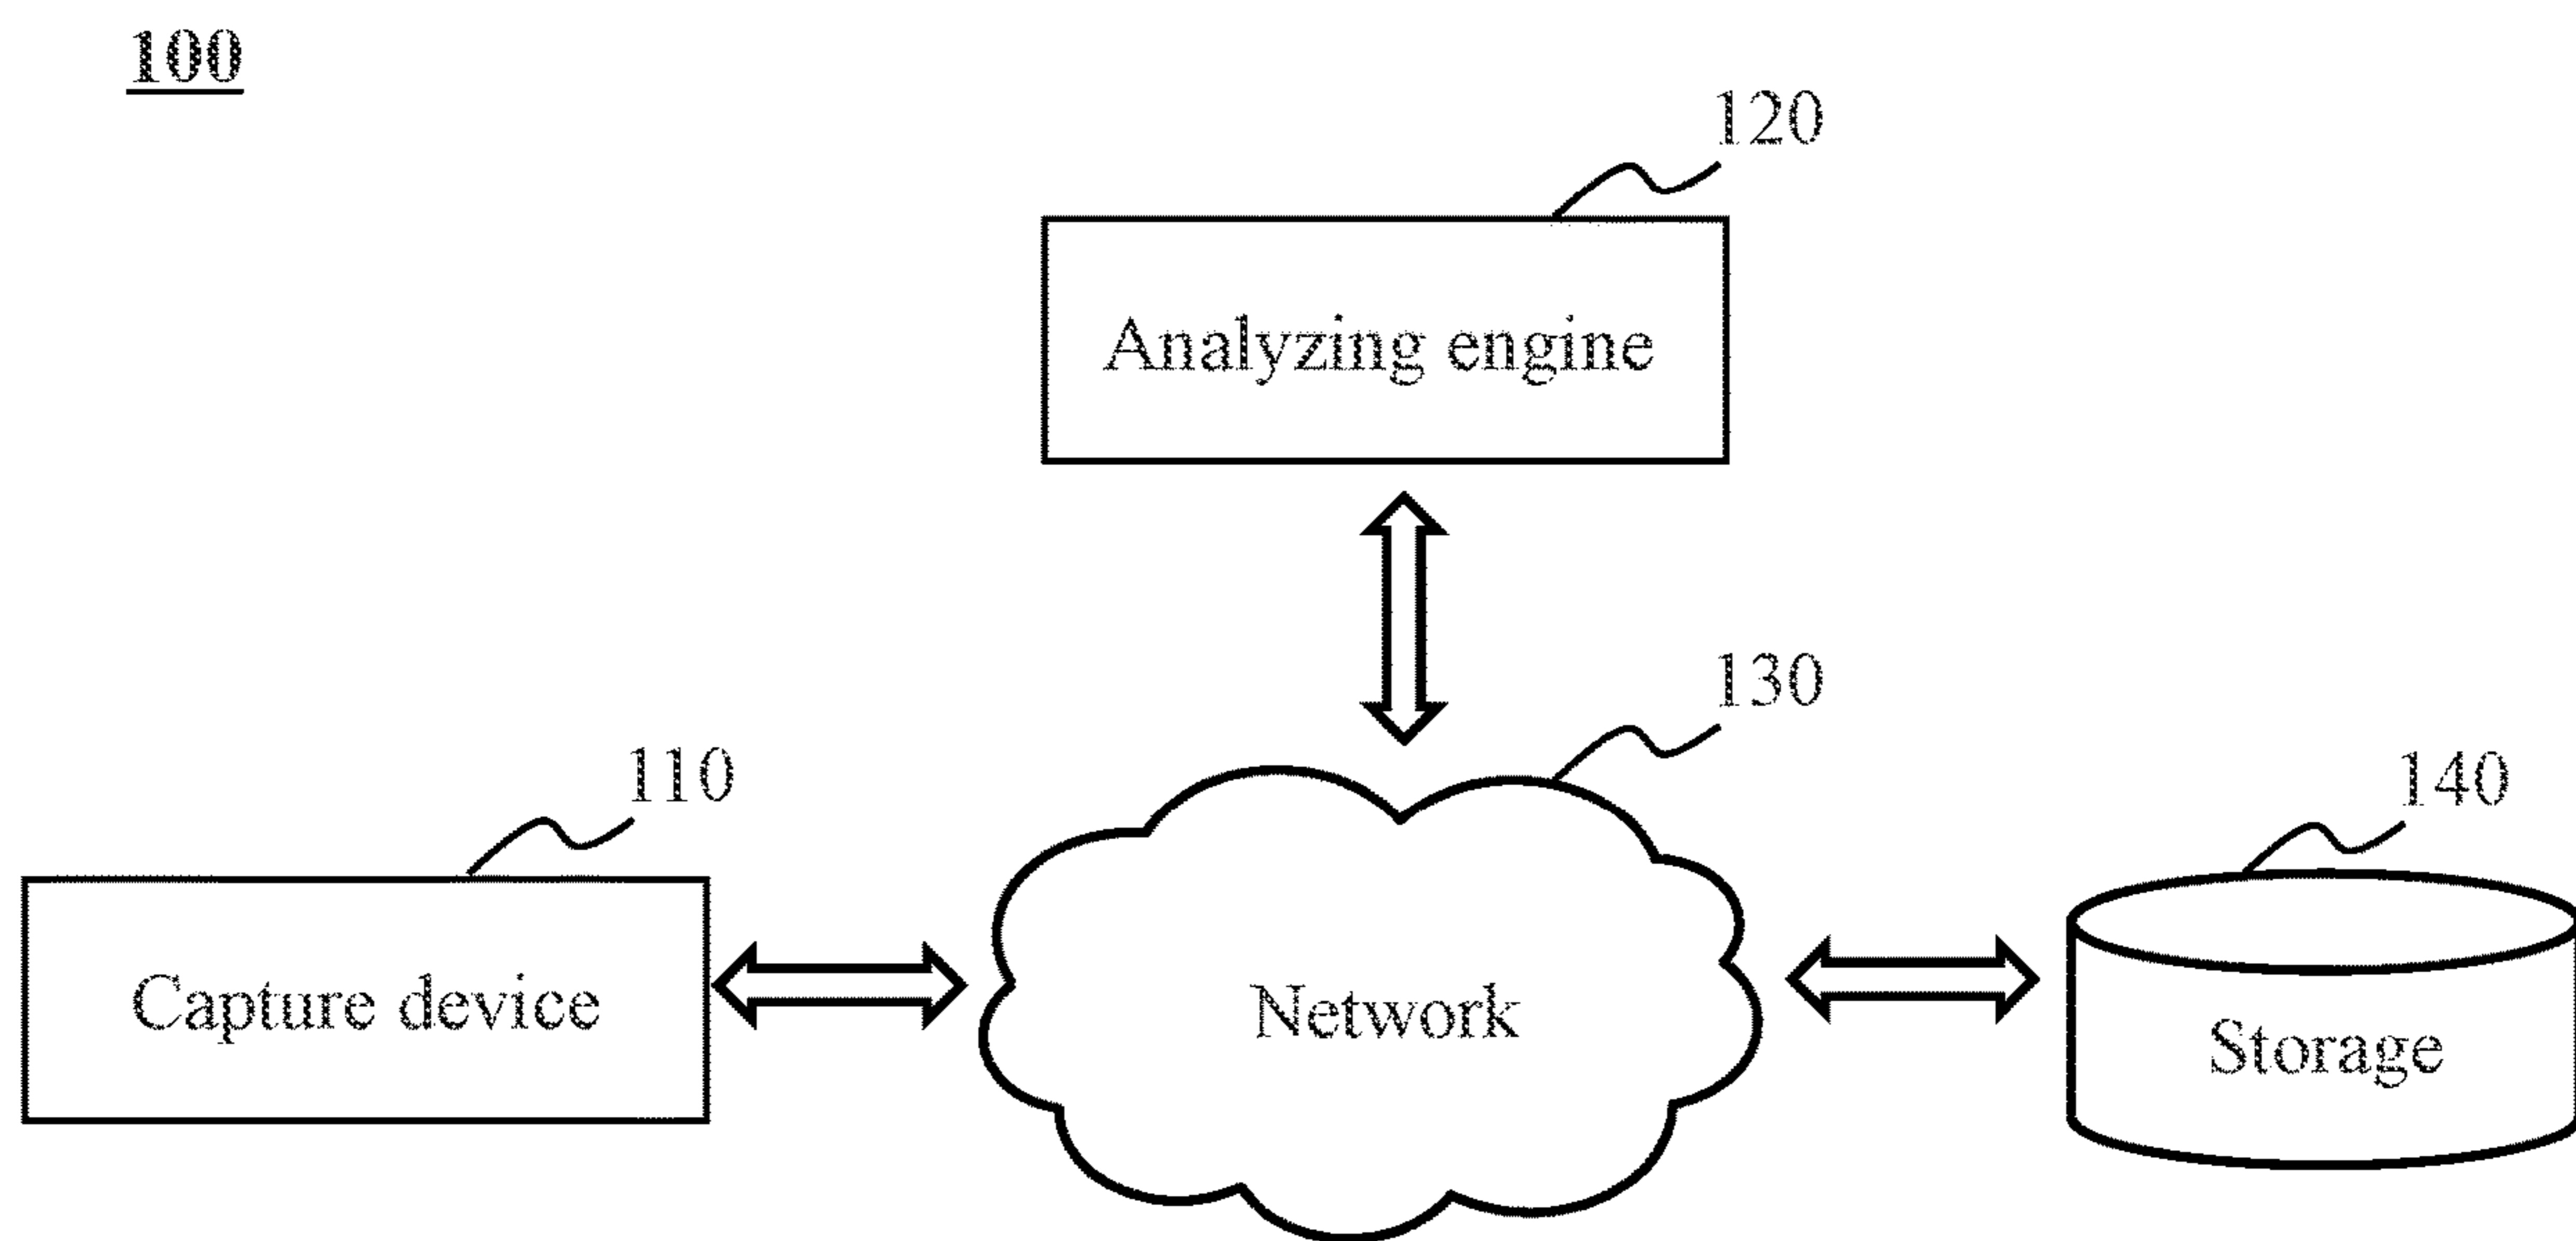 100
120
Analyzing engine
130
110
140
Capture device
Network
Storage